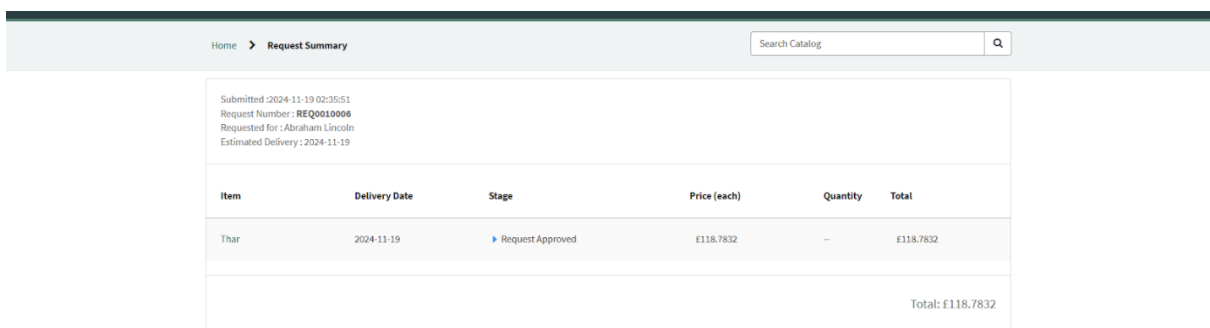 Home > Request Summary Search Catalog
Submitted :2024-11-19 02:35:51
Request Number : REQ0010006
Requested for : Abraham Lincoln
Estimated Delivery : 2024-11-19
Item Delivery Date Stage Price (each) Quantity Total
Thar 2024-11-19 Request Approved £118.7832 -- £118.7832
Total: £118.7832